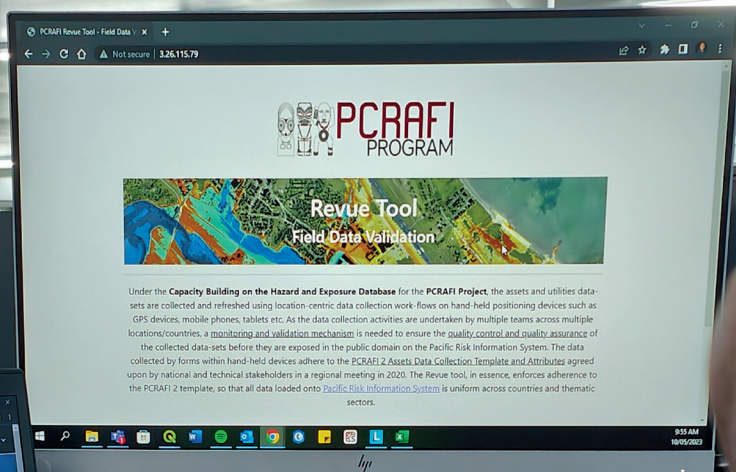 PCRAFI Revue Tool - Field Data V
Not secure 3.26.115.79
PCRAFI
PROGRAM
Revue Tool
Field Data Validation
Under the Capacity Building on the Hazard and Exposure Database for the PCRAFI Project, the assets and utilities data-
sets are collected and refreshed using location-centric data collection work-flows on hand-held positioning devices such as
GPS devices, mobile phones, tablets etc. As the data collection activities are undertaken by multiple teams across multiple
locations/countries, a monitoring and validation mechanism is needed to ensure the quality control and quality assurance of
the collected data-sets before they are exposed in the public domain on the Pacific Risk Information System. The data
collected by forms within hand-held devices adhere to the PCRAFI 2 Assets Data Collection Template and Attributes agreed
upon by national and technical stakeholders in a regional meeting in 2020. The Revue tool, in essence, enforces adherence to
the PCRAFI 2 template, so that all data loaded onto Pacific Risk Information System is uniform across countries and thematic
sectors.
9:55 AM
10/05/2023
hp